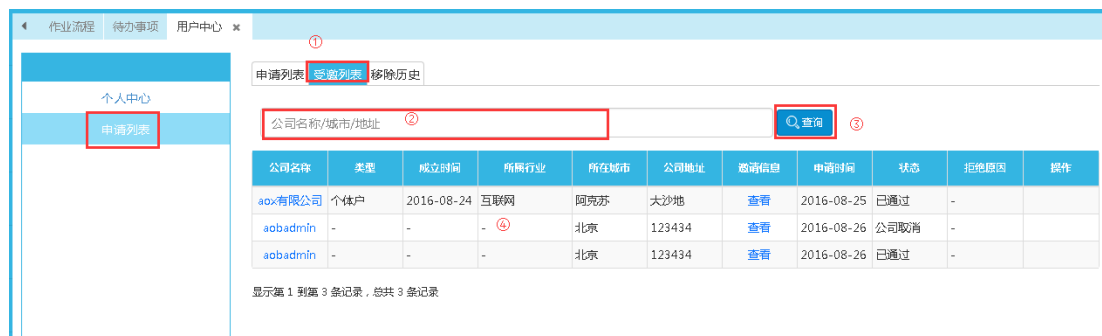 作业流程 待办事项 用户中心 ×
①
申请列表 受邀列表 移除历史
个人中心
申请列表
公司名称/城市/地址 ② 查询 ③
公司名称 类型 成立时间 所属行业 所在城市 公司地址 邀请信息 申请时间 状态 拒绝原因 操作
aox有限公司 个体户 2016-08-24 互联网 阿克苏 大沙地 查看 2016-08-25 已通过 -
aobadmin - - - ④ 北京 123434 查看 2016-08-26 公司取消 -
aobadmin - - - 北京 123434 查看 2016-08-26 已通过 -
显示第 1 到第 3 条记录，总共 3 条记录